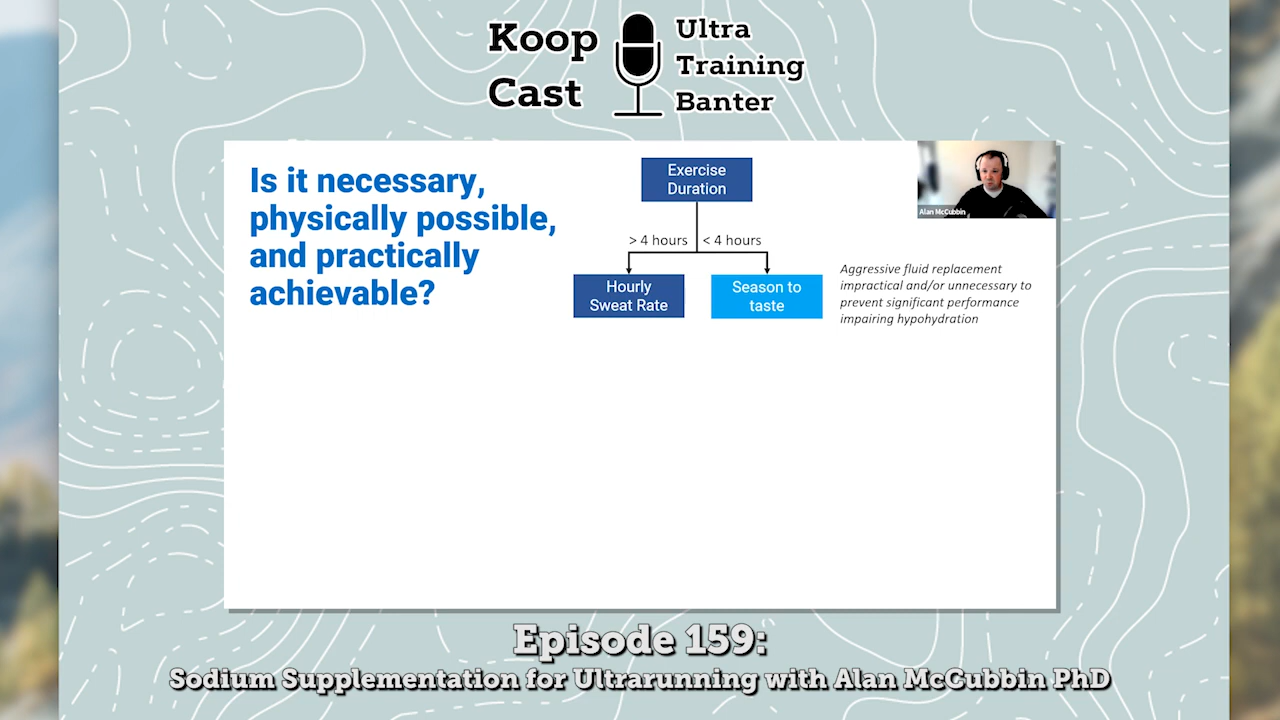 Koop
Cast
Ultra
Training
Banter
Is it necessary,
physically possible,
and practically
achievable?
Exercise
Duration
> 4 hours
< 4 hours
Hourly
Sweat Rate
Season to
taste
Aggressive fluid replacement
impractical and/or unnecessary to
prevent significant performance
impairing hypohydration
Alan McCubbin
Episode 159:
Sodium Supplementation for Ultrarunning with Alan McCubbin PhD